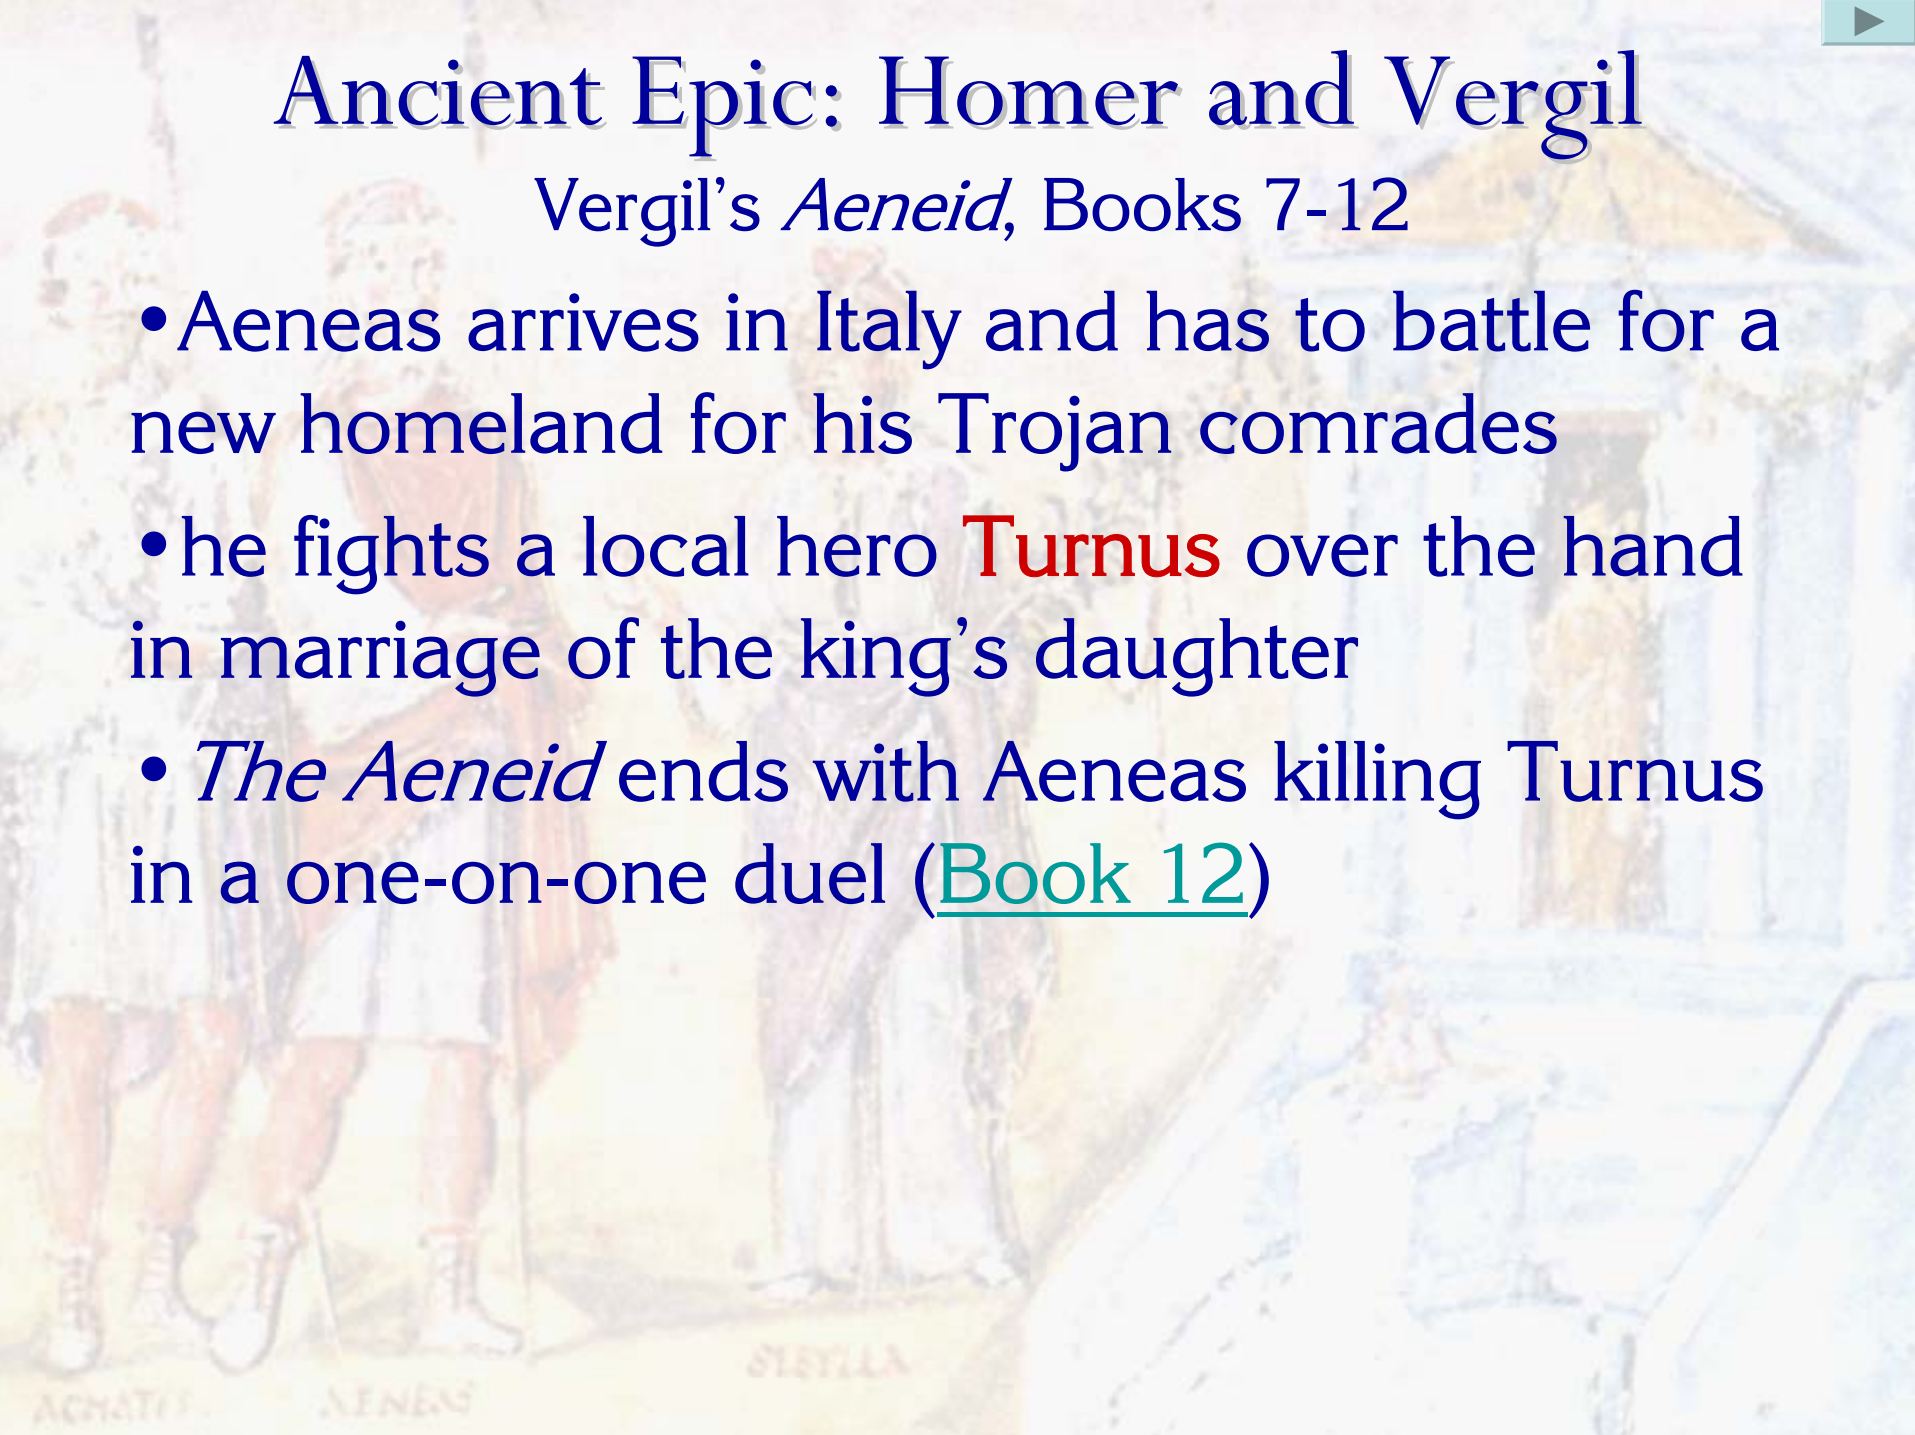 Ancient Epic: Homer and Vergil
Vergil’s Aeneid, Books 7-12
•Aeneas arrives in Italy and has to battle for a
new homeland for his Trojan comrades
•he fights a local hero Turnus over the hand
in marriage of the king’s daughter
•The Aeneid ends with Aeneas killing Turnus
in a one-on-one duel (Book 12)
SIBYLLA
AENEAS